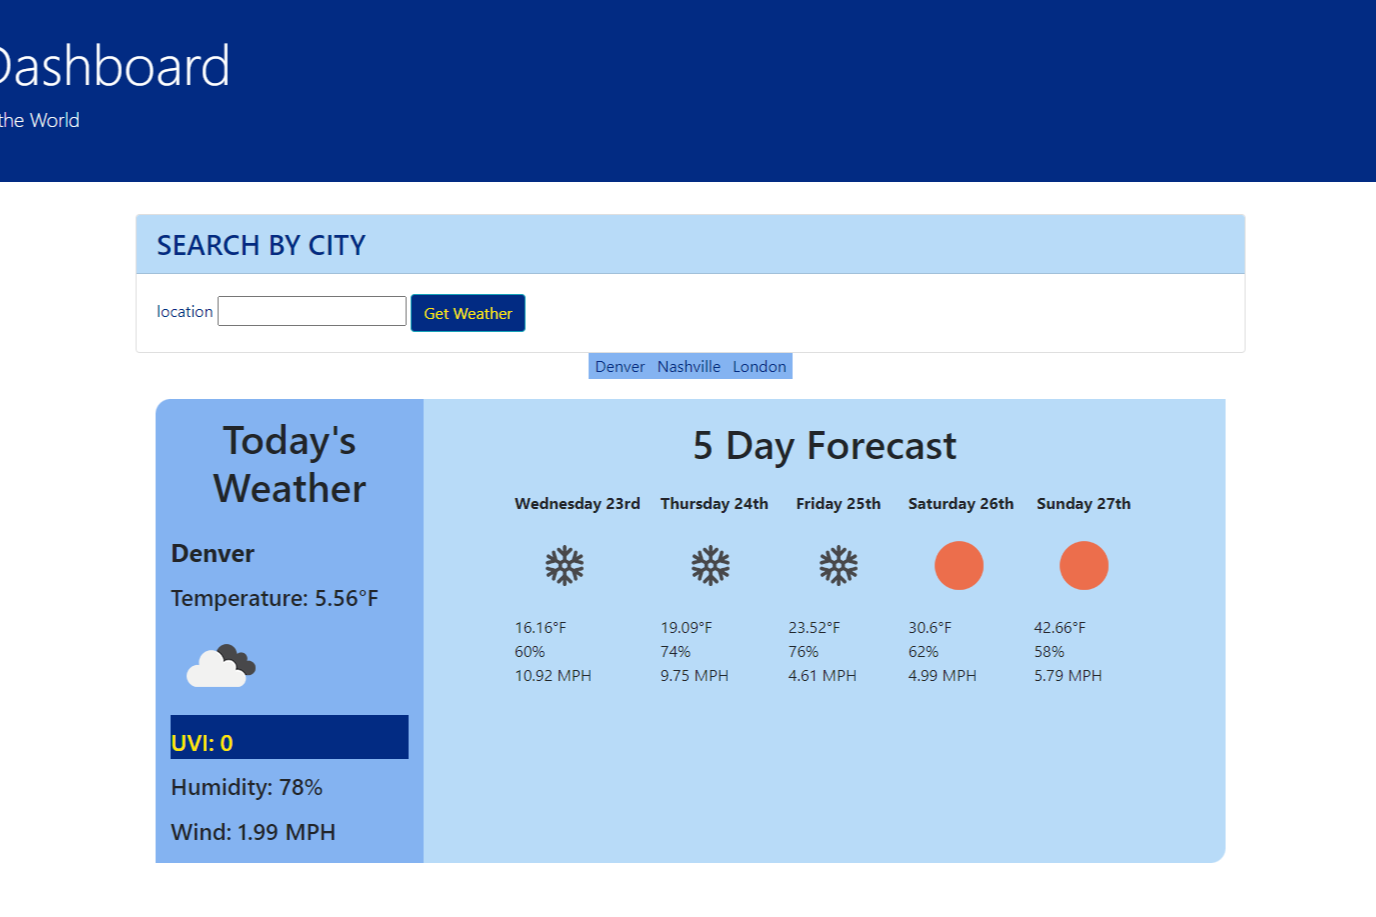 Dashboard
the World
SEARCH BY CITY
location Get Weather
Denver Nashville London
Today's
Weather
Denver
Temperature: 5.56°F
UVI: 0
Humidity: 78%
Wind: 1.99 MPH
5 Day Forecast
Wednesday 23rd Thursday 24th Friday 25th Saturday 26th Sunday 27th
16.16°F 19.09°F 23.52°F 30.6°F 42.66°F
60% 74% 76% 62% 58%
10.92 MPH 9.75 MPH 4.61 MPH 4.99 MPH 5.79 MPH